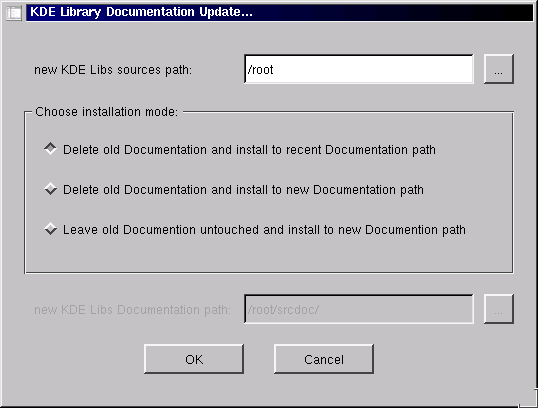 KDE Library Documentation Update...
new KDE Libs sources path: /root ...
Choose installation mode:
Delete old Documentation and install to recent Documentation path
Delete old Documentation and install to new Documentation path
Leave old Documention untouched and install to new Documention path
new KDE Libs Documentation path: /root/srcdoc/ ...
OK Cancel